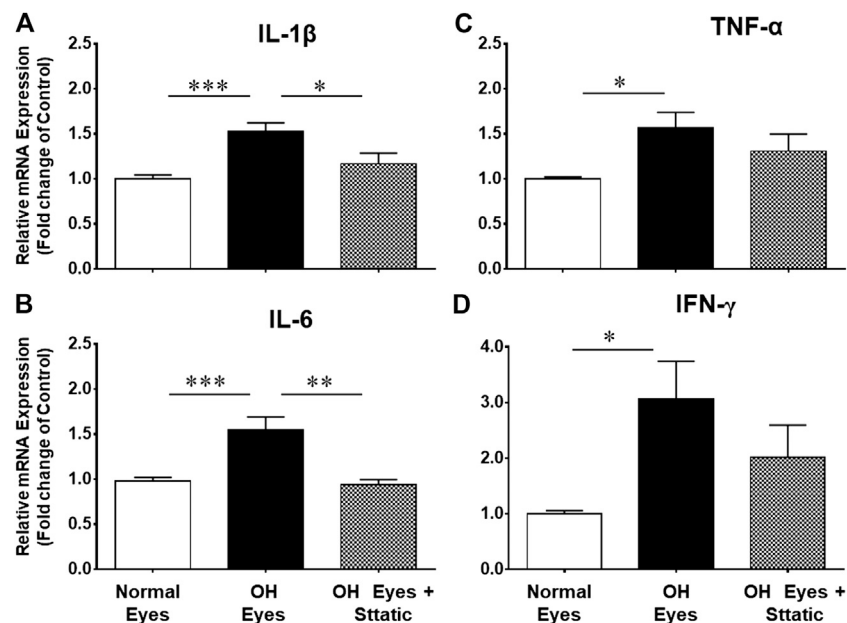 A
IL-1β
Relative mRNA Expression
(Fold change of Control)
2.5
2.0
1.5
1.0
0.5
0.0
***
*
C
TNF-α
2.5
2.0
1.5
1.0
0.5
0.0
*
B
IL-6
Relative mRNA Expression
(Fold change of Control)
2.5
2.0
1.5
1.0
0.5
0.0
***
**
Normal
Eyes
OH
Eyes
OH Eyes +
Sttatic
D
IFN-γ
4.0
3.0
2.0
1.0
0.0
*
Normal
Eyes
OH
Eyes
OH Eyes +
Sttatic